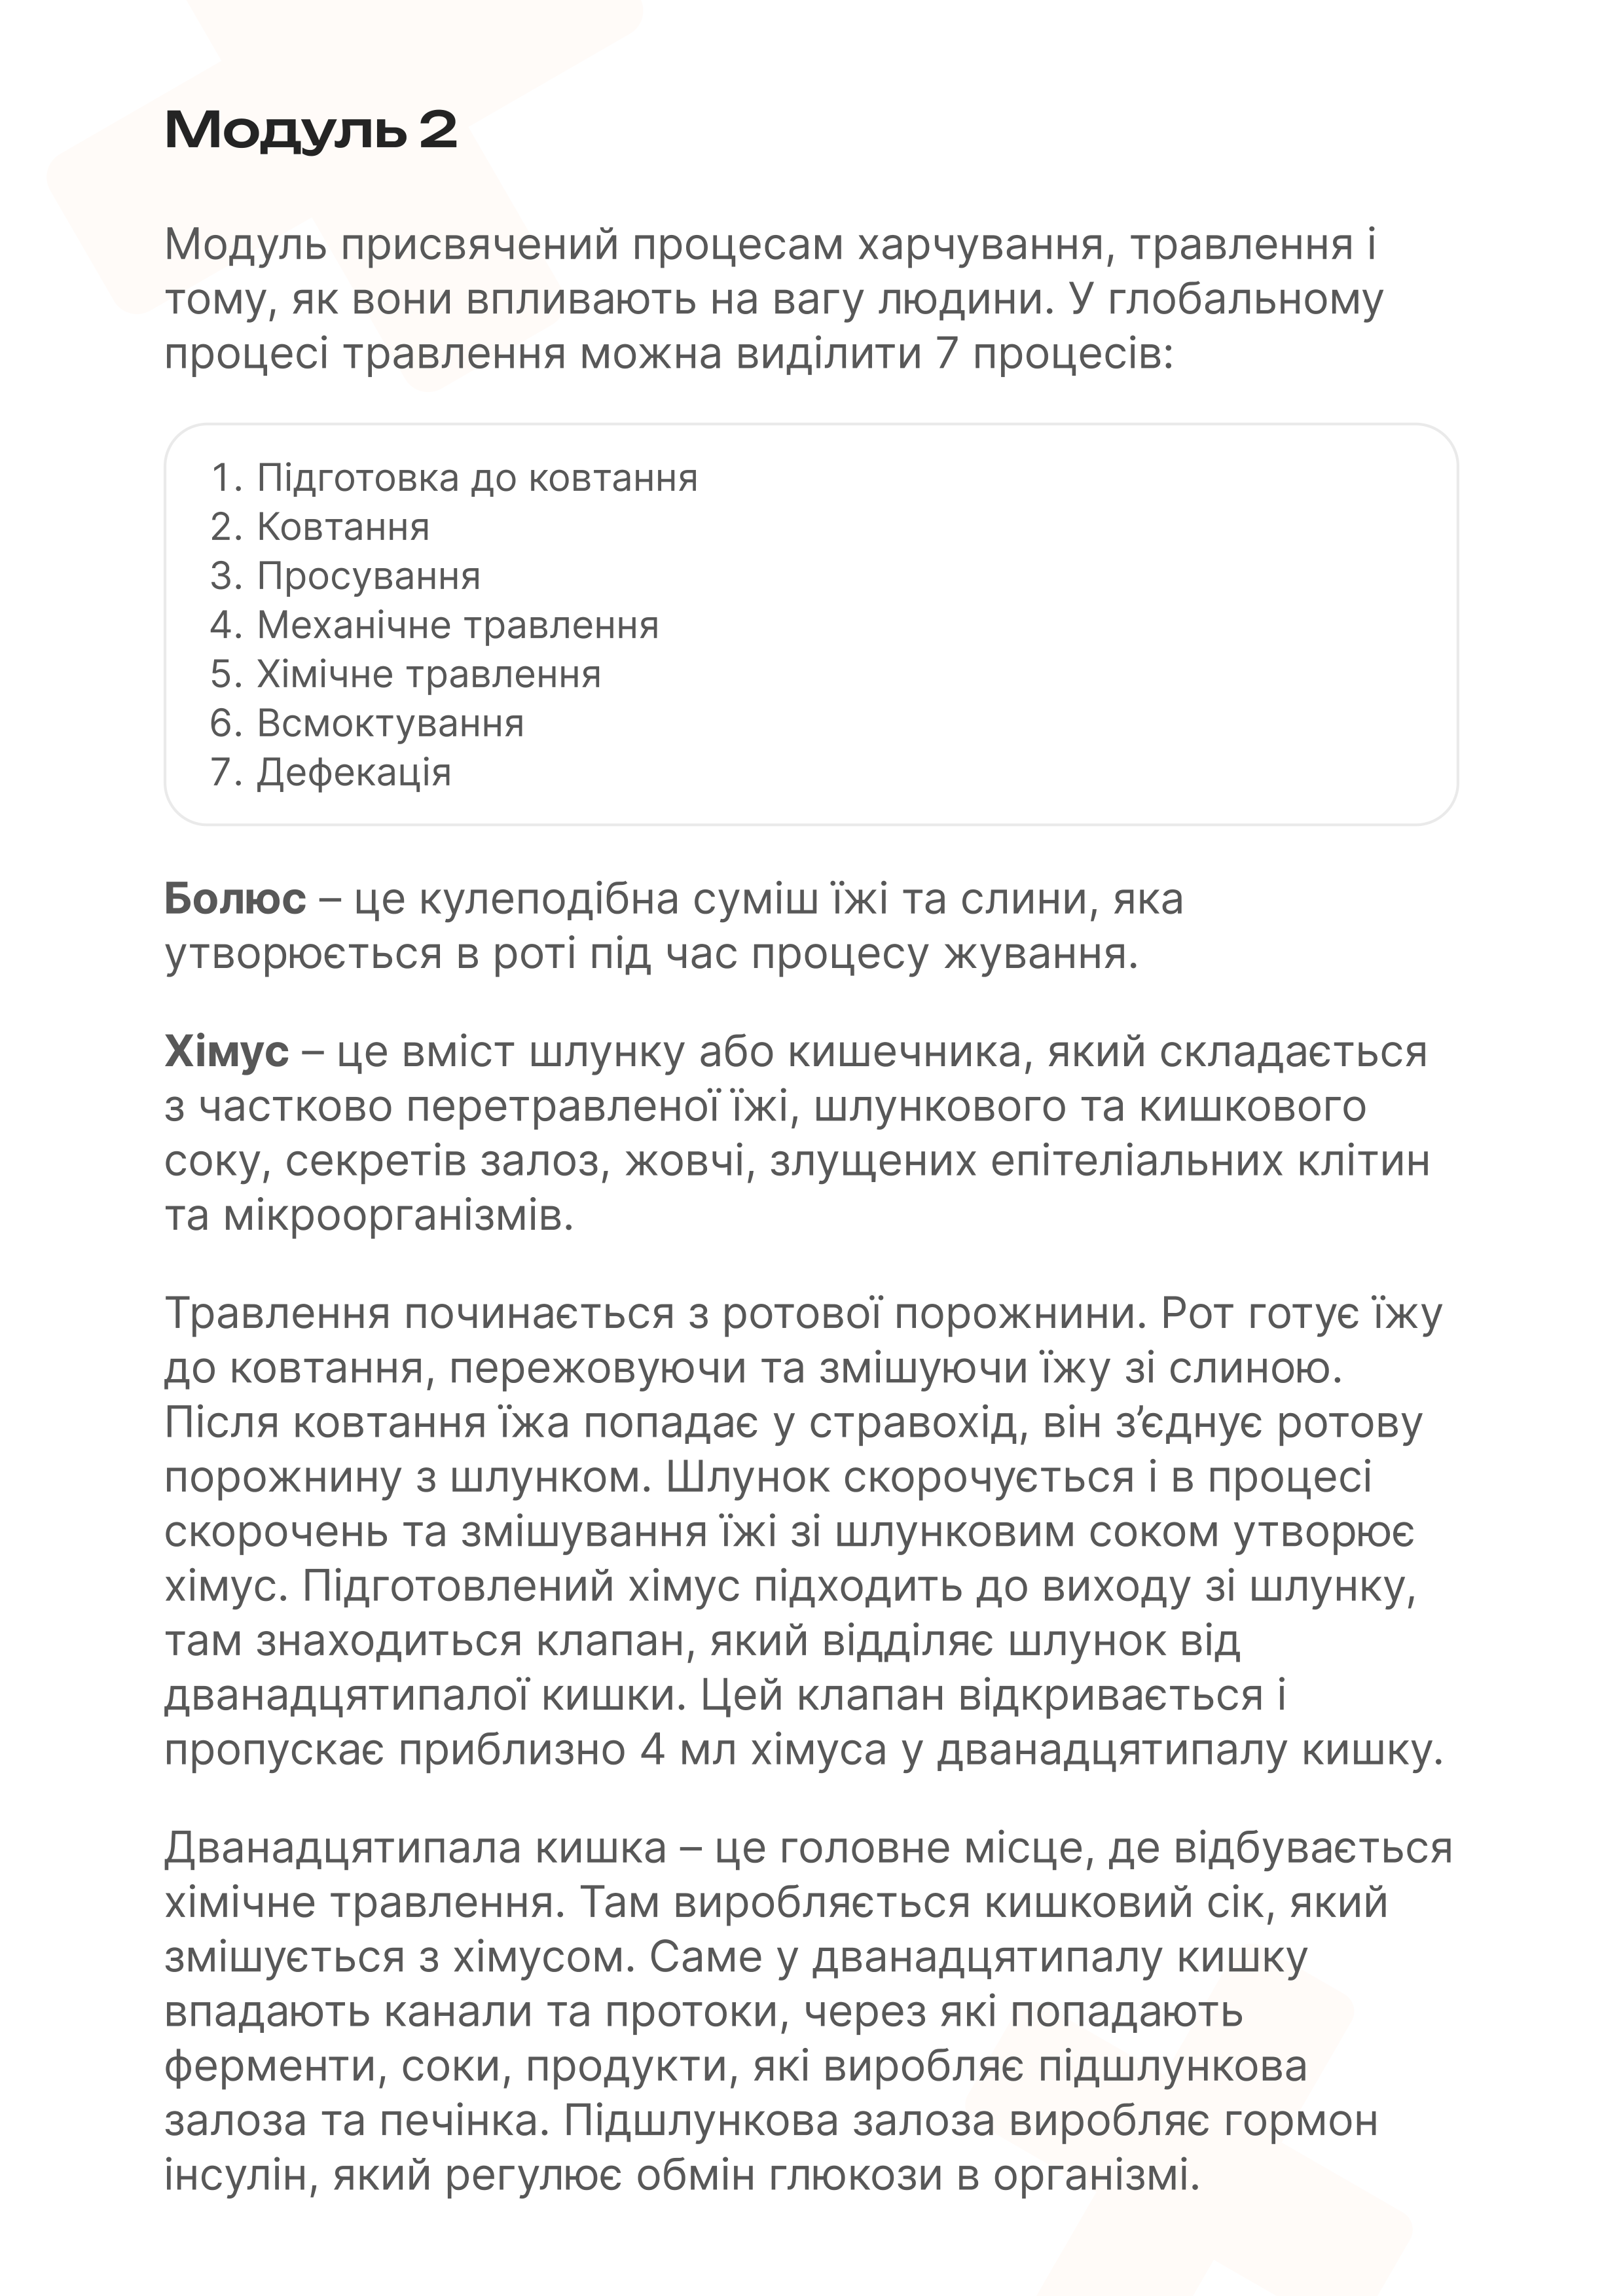 Модуль 2
Модуль присвячений процесам харчування, травлення і
тому, як вони впливають на вагу людини. У глобальному
процесі травлення можна виділити 7 процесів:
1. Підготовка до ковтання
2. Ковтання
3. Просування
4. Механічне травлення
5. Хімічне травлення
6. Всмоктування
7. Дефекація
Болюс – це кулеподібна суміш їжі та слини, яка
утворюється в роті під час процесу жування.
Хімус – це вміст шлунку або кишечника, який складається
з частково перетравленої їжі, шлункового та кишкового
соку, секретів залоз, жовчі, злущених епітеліальних клітин
та мікроорганізмів.
Травлення починається з ротової порожнини. Рот готує їжу
до ковтання, пережовуючи та змішуючи їжу зі слиною.
Після ковтання їжа попадає у стравохід, він з’єднує ротову
порожнину з шлунком. Шлунок скорочується і в процесі
скорочень та змішування їжі зі шлунковим соком утворює
хімус. Підготовлений хімус підходить до виходу зі шлунку,
там знаходиться клапан, який відділяє шлунок від
дванадцятипалої кишки. Цей клапан відкривається і
пропускає приблизно 4 мл хімуса у дванадцятипалу кишку.
Дванадцятипала кишка – це головне місце, де відбувається
хімічне травлення. Там виробляється кишковий сік, який
змішується з хімусом. Саме у дванадцятипалу кишку
впадають канали та протоки, через які попадають
ферменти, соки, продукти, які виробляє підшлункова
залоза та печінка. Підшлункова залоза виробляє гормон
інсулін, який регулює обмін глюкози в організмі.